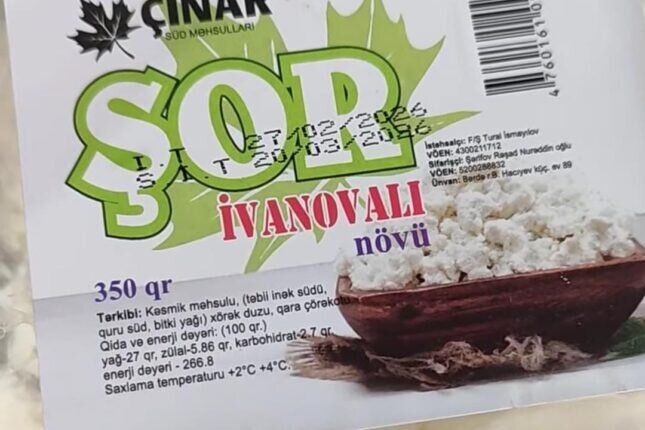 ÇINAR
SÜD MƏHSULLARI
ŞOR
İ.T 27/02/2026
S.İ.T 20/03/2026
İVANOVALI
növü
4760161
İstehsalçı: F/Ş Tural İsmayılov
VÖEN: 4300211712
Sifarişçi: Şərifov Rəşad Nurəddin oğlu
VÖEN: 5200288832
Ünvan: Bərdə r.B. Hacıyev küç. ev 89
350 qr
Tərkibi: Kəsmik məhsulu, (təbii inək südü,
quru süd, bitki yağı) xörək duzu, qara çörəkotu
Qida və enerji dəyəri: (100 qr.)
yağ-27 qr, zülal-5.86 qr, karbohidrat-2.7 qr,
enerji dəyəri - 266.8
Saxlama temperaturu +2°C +4°C.